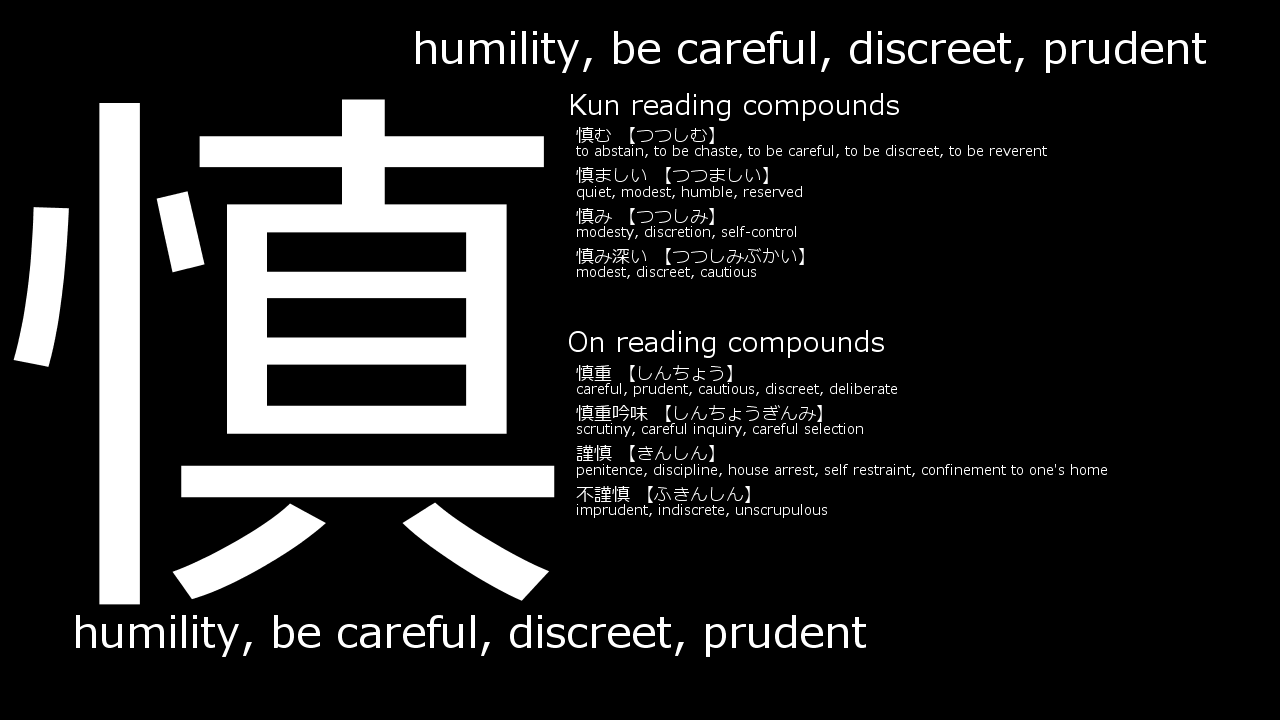 humility, be careful, discreet, prudent
慎
Kun reading compounds
慎む 【つつしむ】
to abstain, to be chaste, to be careful, to be discreet, to be reverent
慎ましい 【つつましい】
quiet, modest, humble, reserved
慎み 【つつしみ】
modesty, discretion, self-control
慎み深い 【つつしみぶかい】
modest, discreet, cautious
On reading compounds
慎重 【しんちょう】
careful, prudent, cautious, discreet, deliberate
慎重吟味 【しんちょうぎんみ】
scrutiny, careful inquiry, careful selection
謹慎 【きんしん】
penitence, discipline, house arrest, self restraint, confinement to one's home
不謹慎 【ふきんしん】
imprudent, indiscrete, unscrupulous
humility, be careful, discreet, prudent